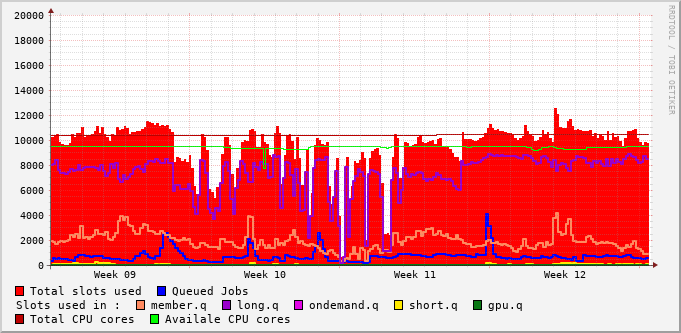 20000
18000
16000
14000
12000
10000
8000
6000
4000
2000
0
Week 09 Week 10 Week 11 Week 12
RRDTOOL / TOBI OETIKER
Total slots used Queued Jobs
Slots used in : member.q long.q ondemand.q short.q gpu.q
Total CPU cores Availale CPU cores